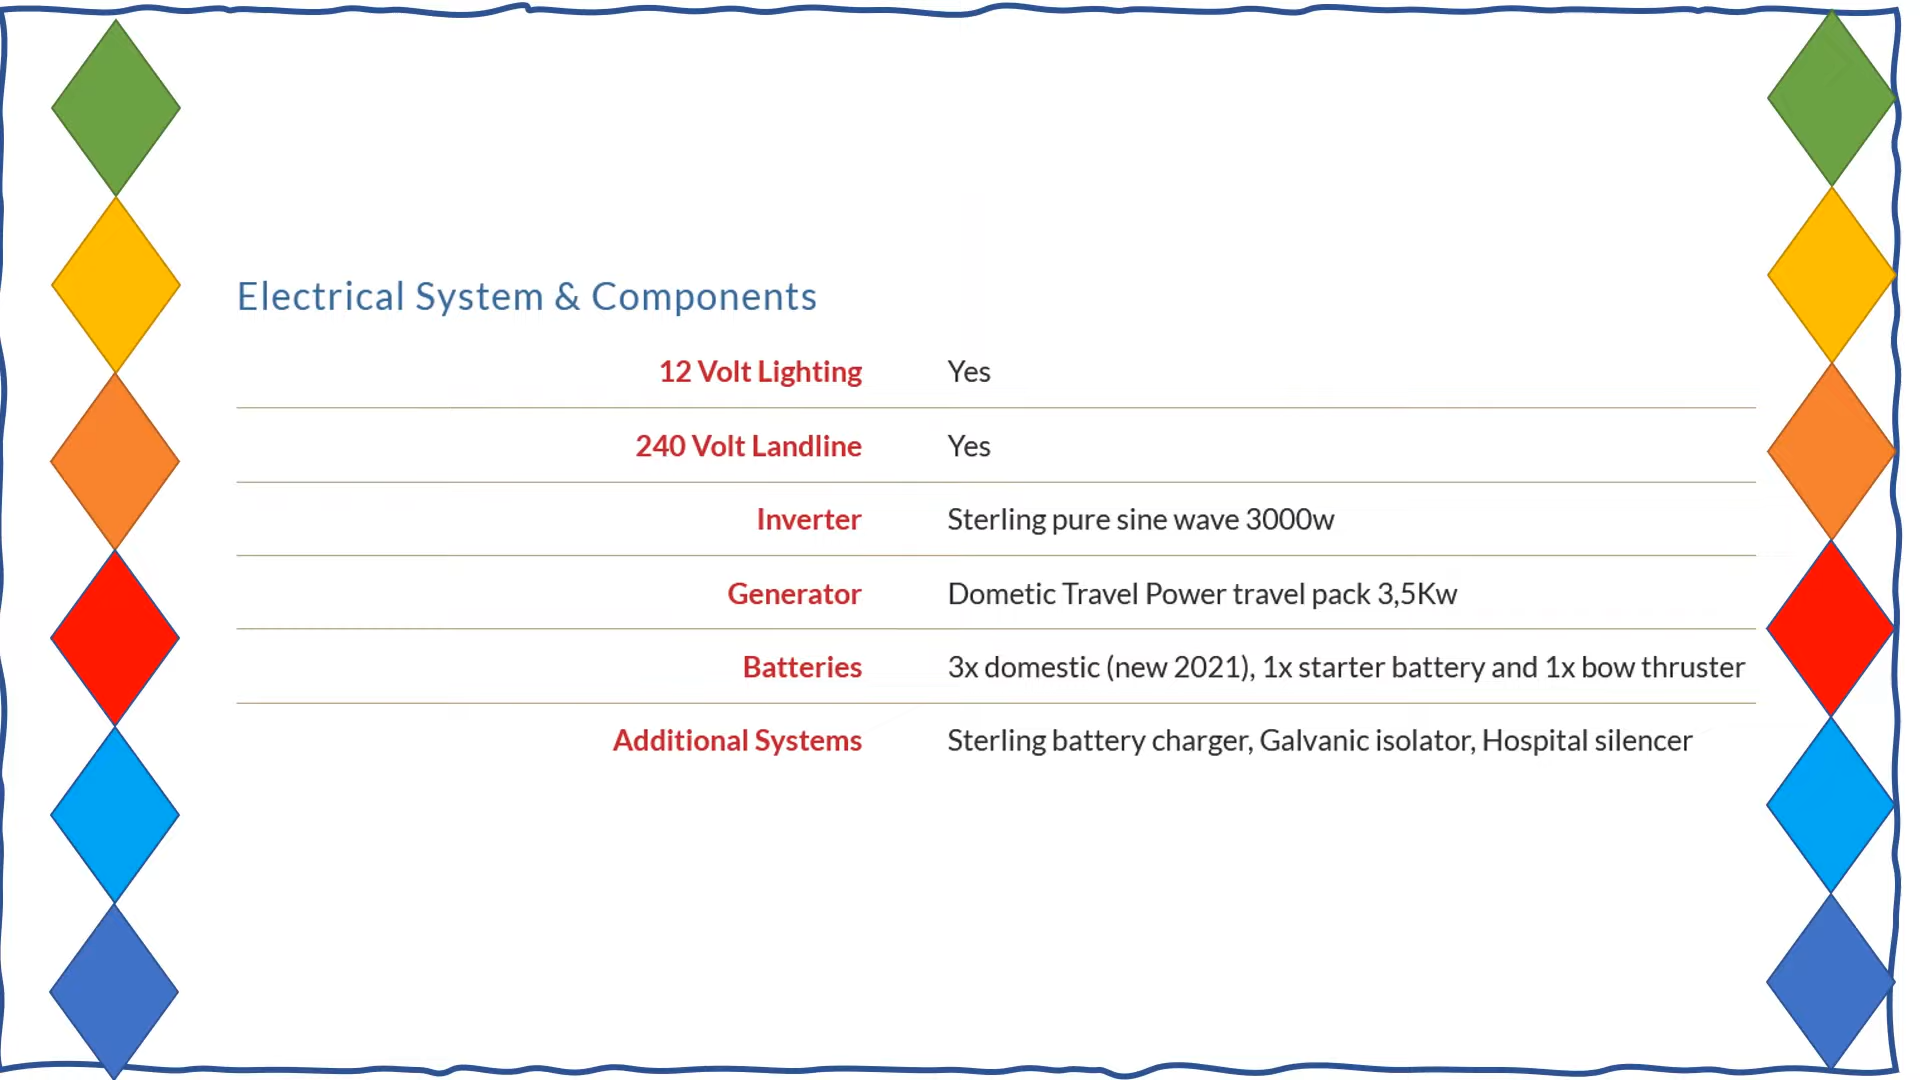 Electrical System & Components
12 Volt Lighting Yes
240 Volt Landline Yes
Inverter Sterling pure sine wave 3000w
Generator Dometic Travel Power travel pack 3,5Kw
Batteries 3x domestic (new 2021), 1x starter battery and 1x bow thruster
Additional Systems Sterling battery charger, Galvanic isolator, Hospital silencer